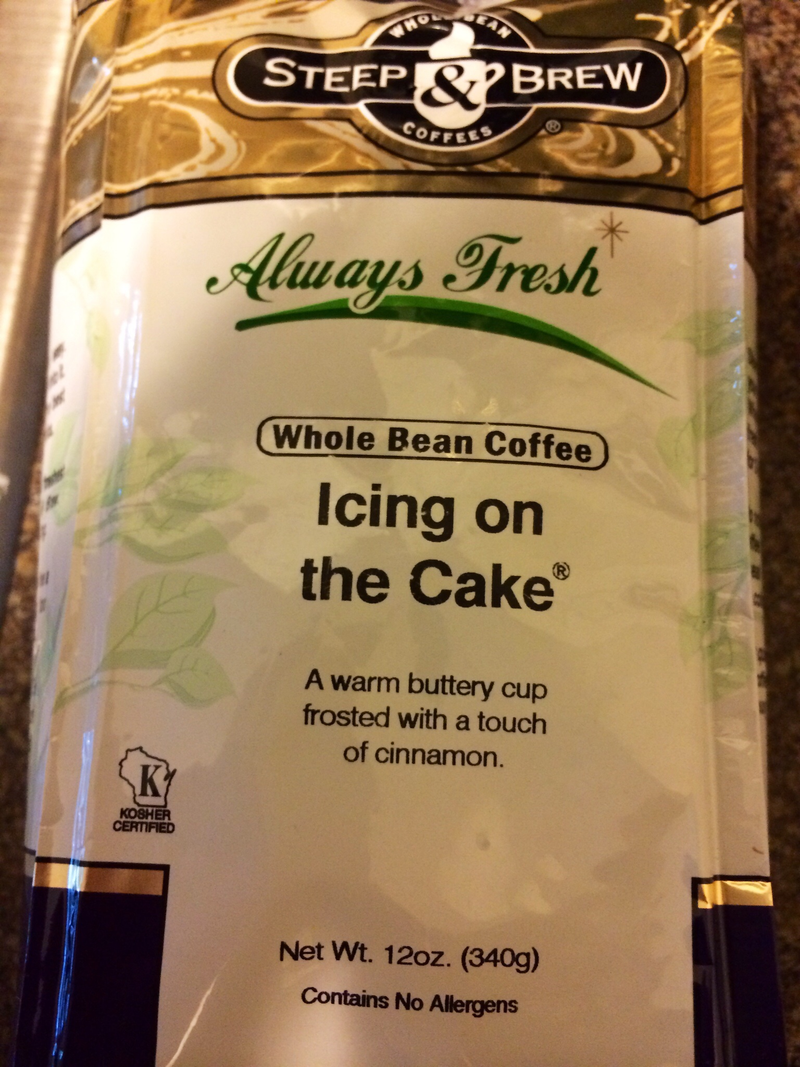 WHOLE BEAN
STEEP & BREW
COFFEES ®
Always Fresh
Whole Bean Coffee
Icing on
the Cake®
A warm buttery cup
frosted with a touch
of cinnamon.
K
KOSHER
CERTIFIED
Net Wt. 12oz. (340g)
Contains No Allergens